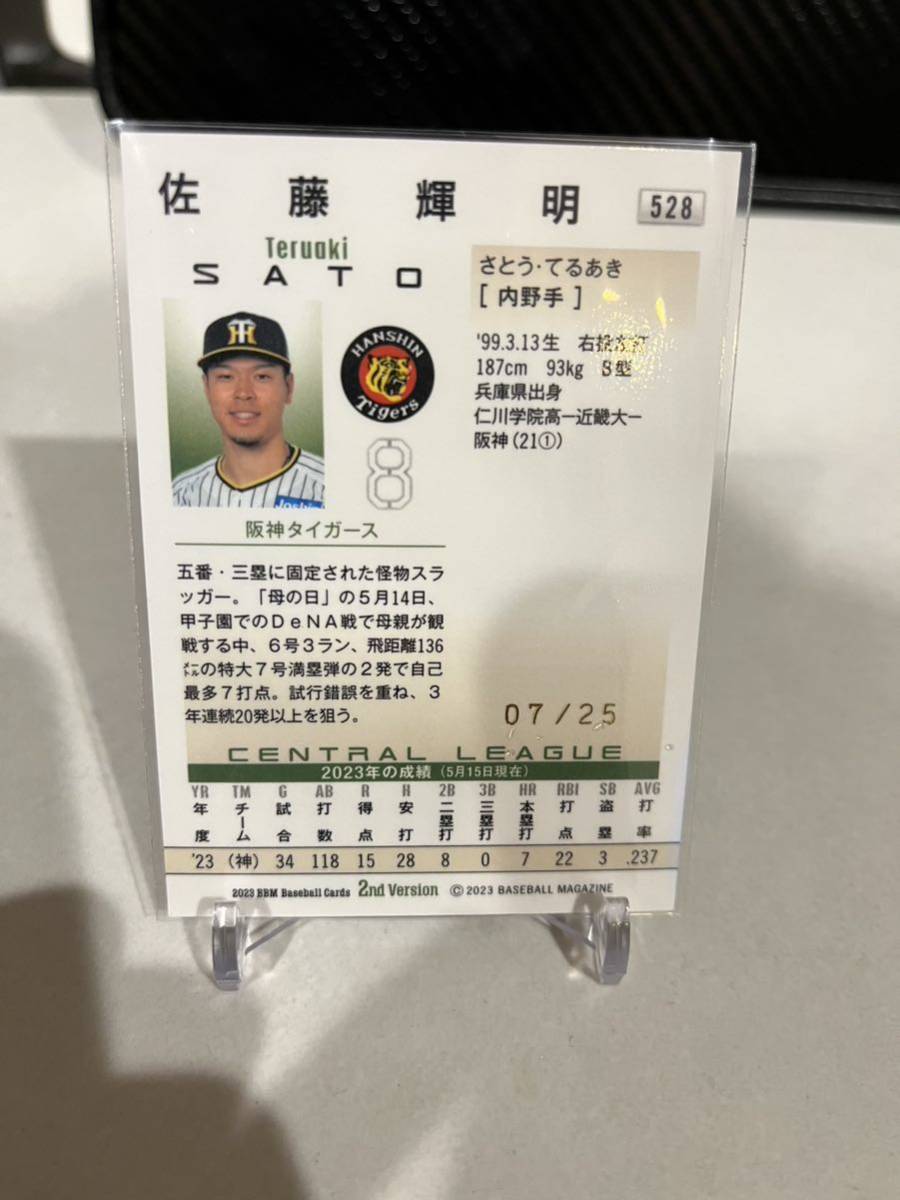 佐藤輝明 528
Teruaki
SATO
さとう・てるあき
[ 内野手 ]
'99.3.13生 右投
187cm 93kg 型
兵庫県出身
仁川学院高ー近畿大ー
阪神(21①)
HANSHIN
Tigers
8
Joshin
阪神タイガース
五番・三塁に固定された怪物スラ
ッガー。「母の日」の5月14日、
甲子園でのDeNA戦で母親が観
戦する中、6号3ラン、飛距離136
㍍の特大7号満塁弾の2発で自己
最多7打点。試行錯誤を重ね、3
年連続20発以上を狙う。
07/25
CENTRAL LEAGUE
2023年の成績(5月15日現在)
YR TM G AB R H 2B 3B HR RBI SB AVG
年度 チーム 試合 打数 得点 安打 二塁打 三塁打 本塁打 打点 盗塁 打率
'23 (神) 34 118 15 28 8 0 7 22 3 .237
2023 BBM Baseball Cards 2nd Version ©2023 BASEBALL MAGAZINE